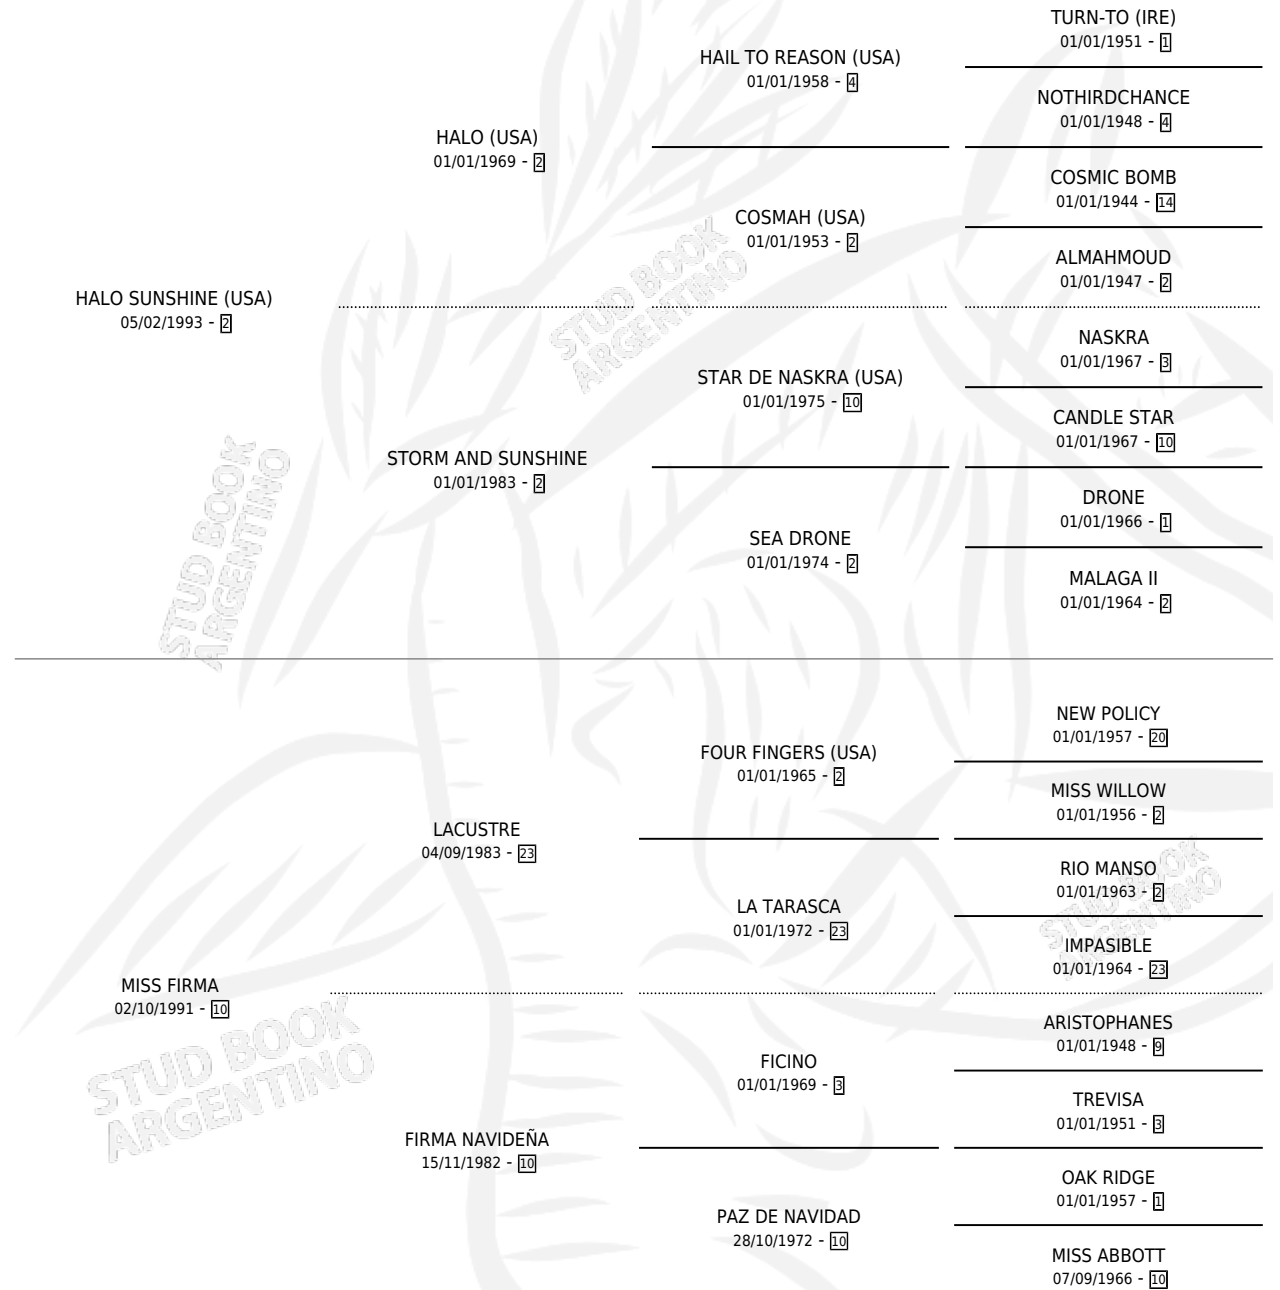 TURN-TO (IRE)
01/01/1951 - 1
HAIL TO REASON (USA)
01/01/1958 - 4
NOTHIRDCHANCE
01/01/1948 - 4
HALO (USA)
01/01/1969 - 2
COSMIC BOMB
01/01/1944 - 14
COSMAH (USA)
01/01/1953 - 2
ALMAHMOUD
01/01/1947 - 2
HALO SUNSHINE (USA)
05/02/1993 - 2
NASKRA
01/01/1967 - 3
STAR DE NASKRA (USA)
01/01/1975 - 10
CANDLE STAR
01/01/1967 - 10
STORM AND SUNSHINE
01/01/1983 - 2
DRONE
01/01/1966 - 1
SEA DRONE
01/01/1974 - 2
MALAGA II
01/01/1964 - 2
STUD BOOK
ARGENTINO
STUD BOOK
ARGENTINO
NEW POLICY
01/01/1957 - 20
FOUR FINGERS (USA)
01/01/1965 - 2
MISS WILLOW
01/01/1956 - 2
LACUSTRE
04/09/1983 - 23
RIO MANSO
01/01/1963 - 2
LA TARASCA
01/01/1972 - 23
IMPASIBLE
01/01/1964 - 23
STUD BOOK
ARGENTINO
MISS FIRMA
02/10/1991 - 10
ARISTOPHANES
01/01/1948 - 9
FICINO
01/01/1969 - 3
TREVISA
01/01/1951 - 3
FIRMA NAVIDEÑA
15/11/1982 - 10
OAK RIDGE
01/01/1957 - 1
PAZ DE NAVIDAD
28/10/1972 - 10
MISS ABBOTT
07/09/1966 - 10
STUD BOOK
ARGENTINO